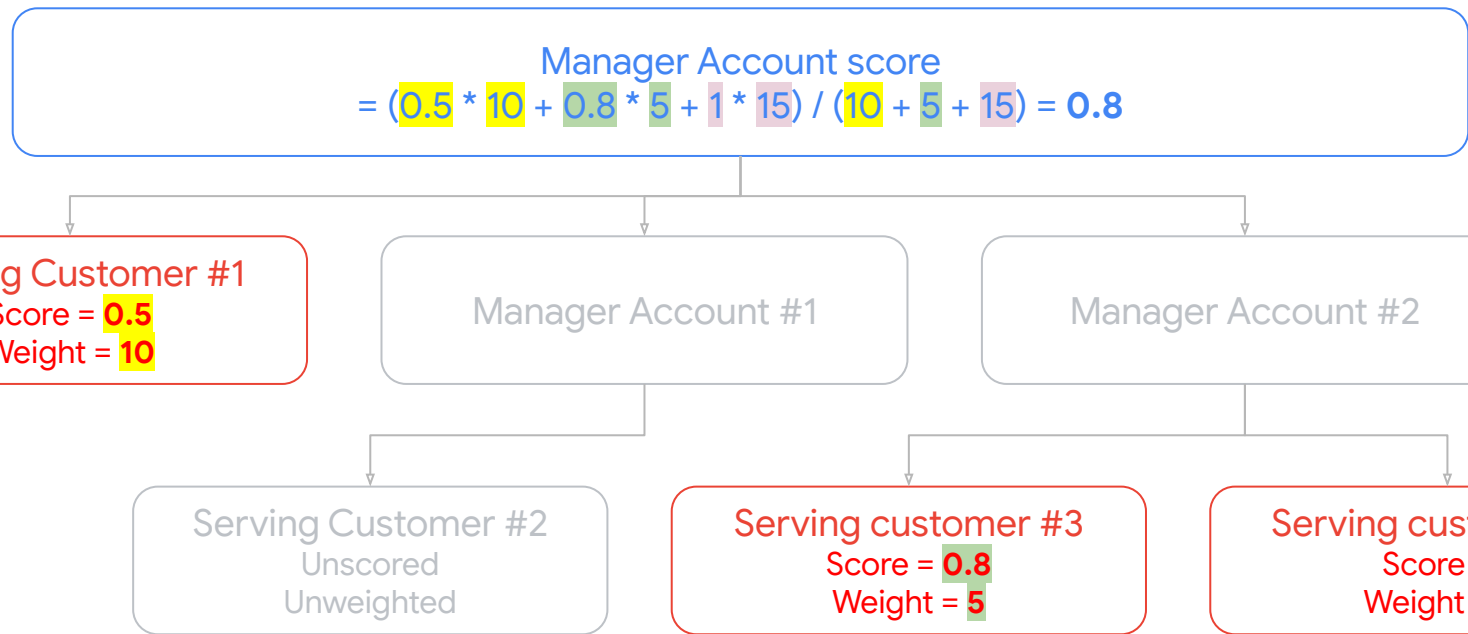 Manager Account score
= (0.5 * 10 + 0.8 * 5 + 1 * 15) / (10 + 5 + 15) = 0.8
g Customer #1
Score = 0.5
Weight = 10
Manager Account #1
Manager Account #2
Serving Customer #2
Unscored
Unweighted
Serving customer #3
Score = 0.8
Weight = 5
Serving cus
Score
Weight